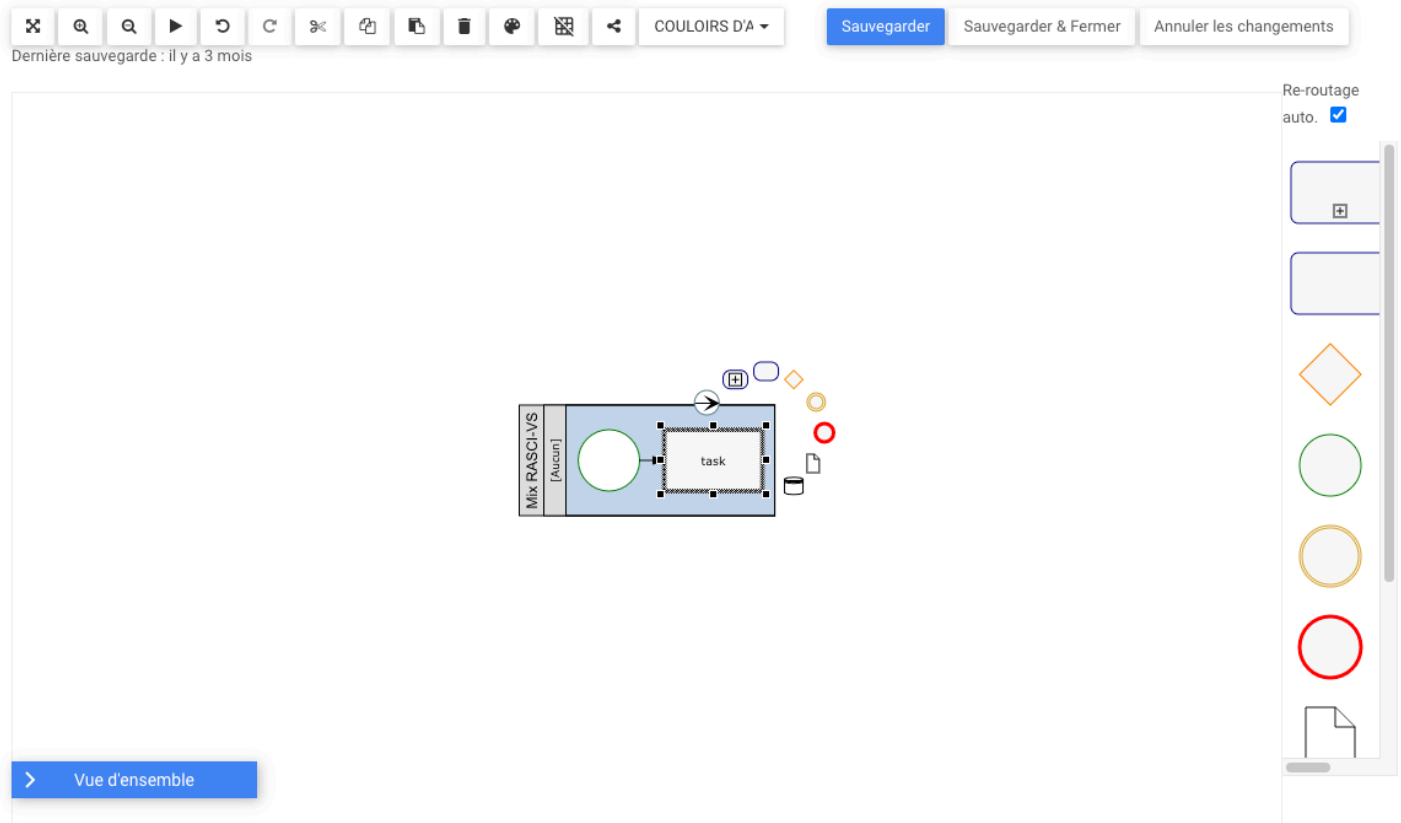 COULOIRS D'A
Sauvegarder
Sauvegarder & Fermer
Annuler les changements
Dernière sauvegarde : il y a 3 mois
Re-routage
auto.
Mix RASCI-VS
[Aucun]
task
Vue d'ensemble